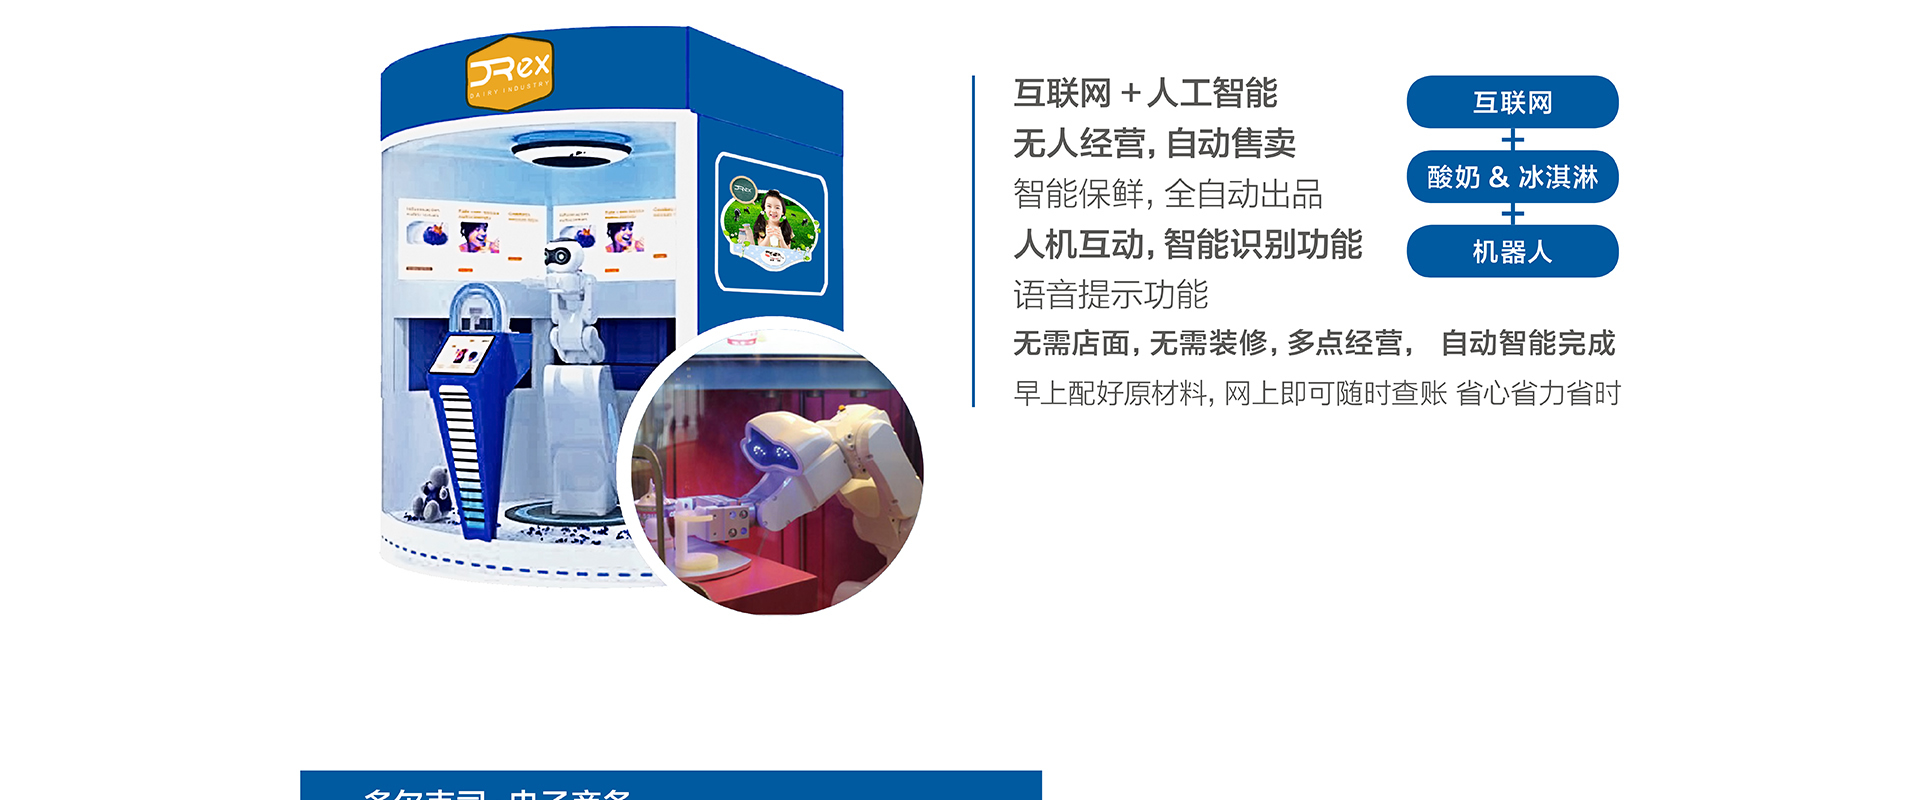 DRex
DAIRY INDUSTRY
DRex
互联网＋人工智能
无人经营，自动售卖
智能保鲜，全自动出品
人机互动，智能识别功能
语音提示功能
无需店面，无需装修，多点经营， 自动智能完成
早上配好原材料，网上即可随时查账 省心省力省时
互联网
+
酸奶 & 冰淇淋
+
机器人